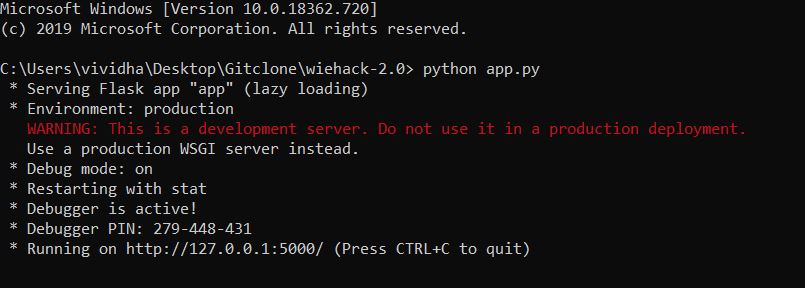 Microsoft Windows [Version 10.0.18362.720]
(c) 2019 Microsoft Corporation. All rights reserved.
C:\Users\vividha\Desktop\Gitclone\wiehack-2.0> python app.py
* Serving Flask app "app" (lazy loading)
* Environment: production
WARNING: This is a development server. Do not use it in a production deployment.
Use a production WSGI server instead.
* Debug mode: on
* Restarting with stat
* Debugger is active!
* Debugger PIN: 279-448-431
* Running on http://127.0.0.1:5000/ (Press CTRL+C to quit)